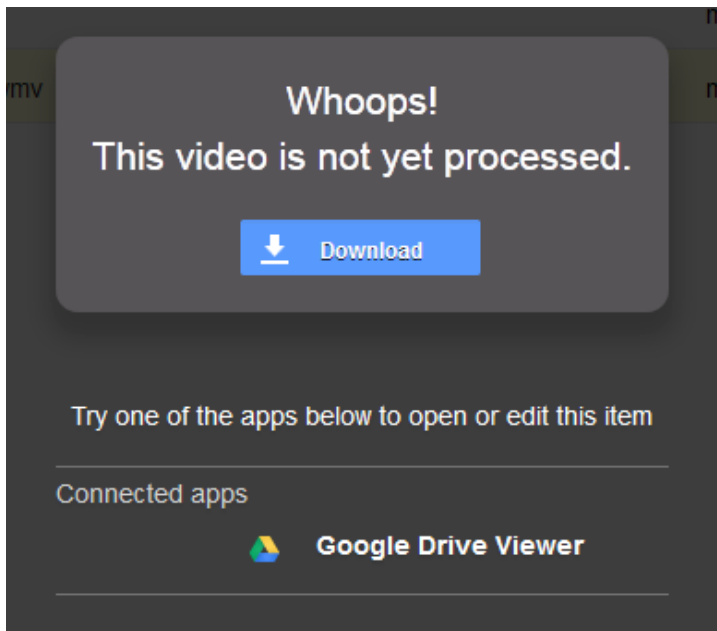 Whoops!
This video is not yet processed.
Download
Try one of the apps below to open or edit this item
Connected apps
Google Drive Viewer